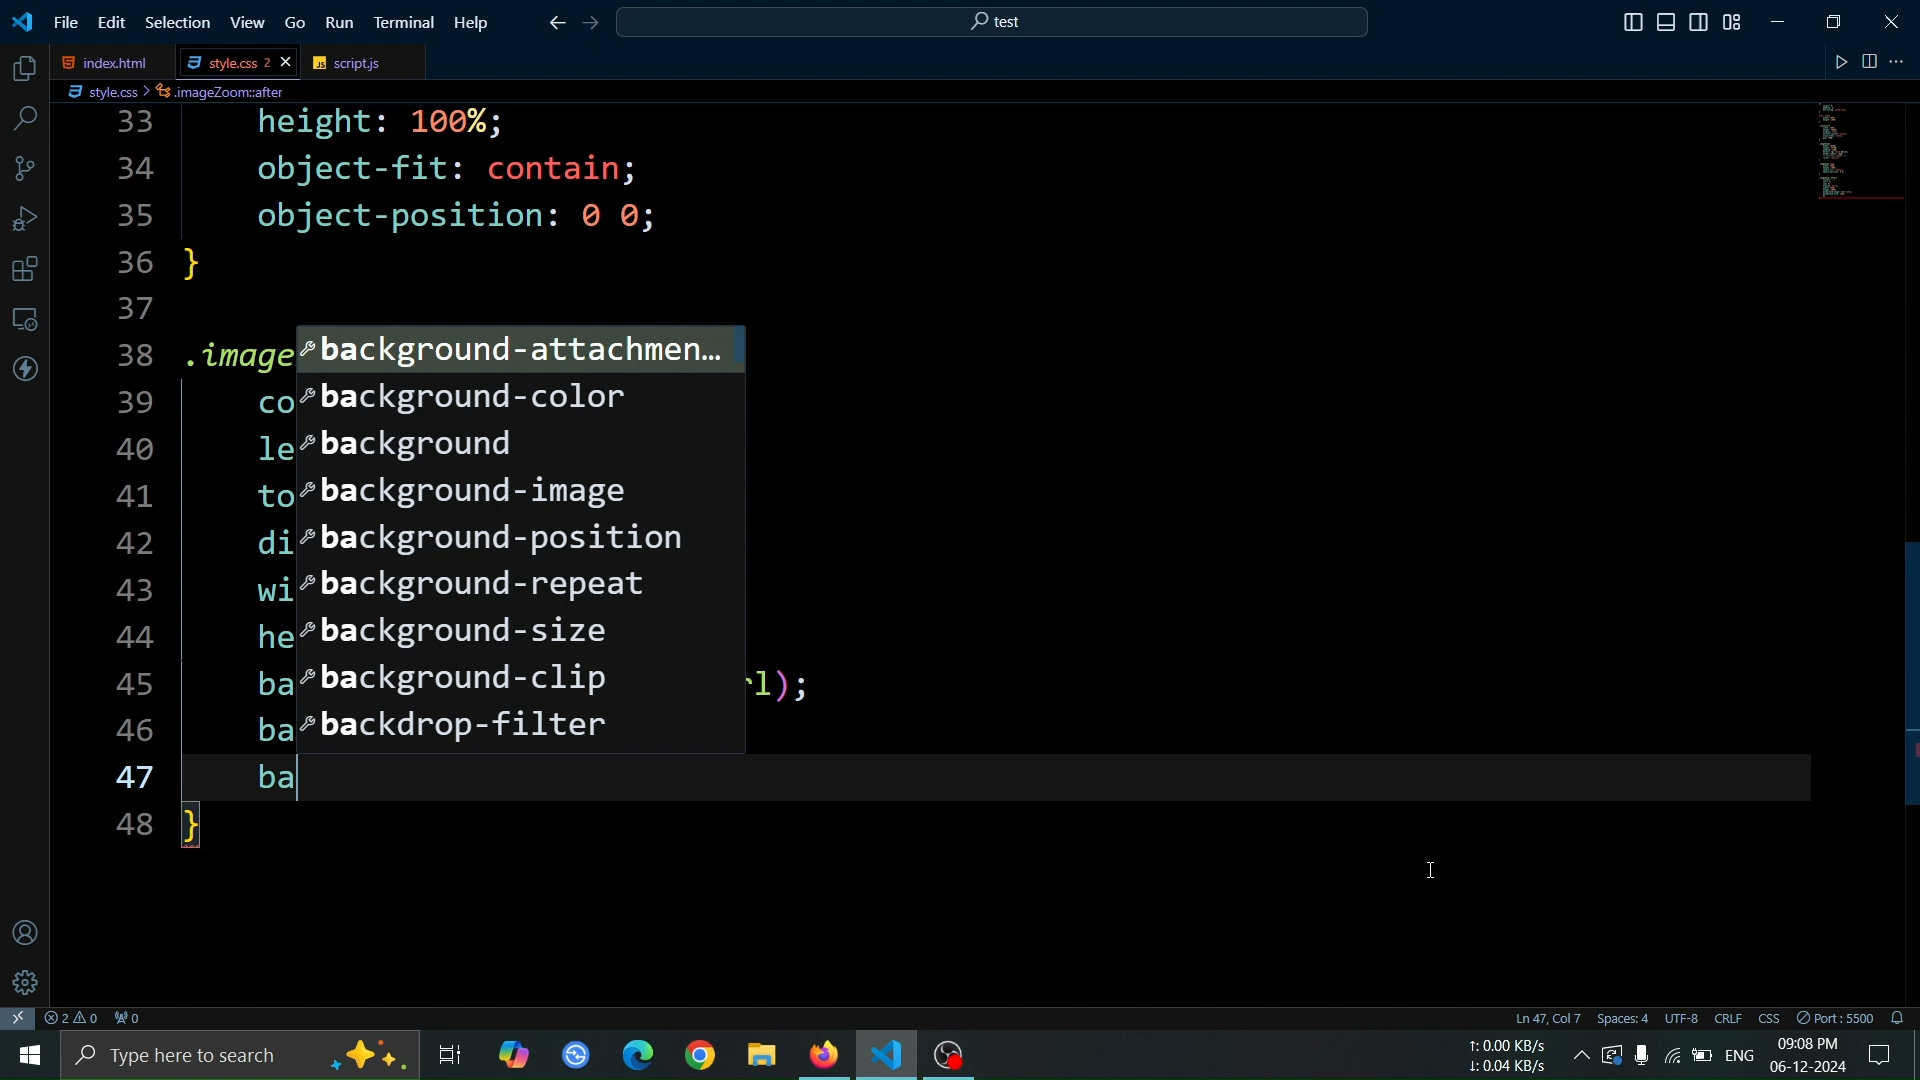 File Edit Selection View Go Run Terminal Help
test
index.html
style.css 2
JS script.js
style.css > .imageZoom::after
33 height: 100%;
34 object-fit: contain;
35 object-position: 0 0;
36 }
37
38 .image
39 co
40 le
41 to
42 di
43 wi
44 he
45 ba rl);
46 ba
47 ba
48 }
background-attachmen…
background-color
background
background-image
background-position
background-repeat
background-size
background-clip
backdrop-filter
2 0 0
Ln 47, Col 7 Spaces: 4 UTF-8 CRLF CSS Port : 5500
Type here to search
↑: 0.00 KB/s
↓: 0.04 KB/s
ENG
09:08 PM
06-12-2024